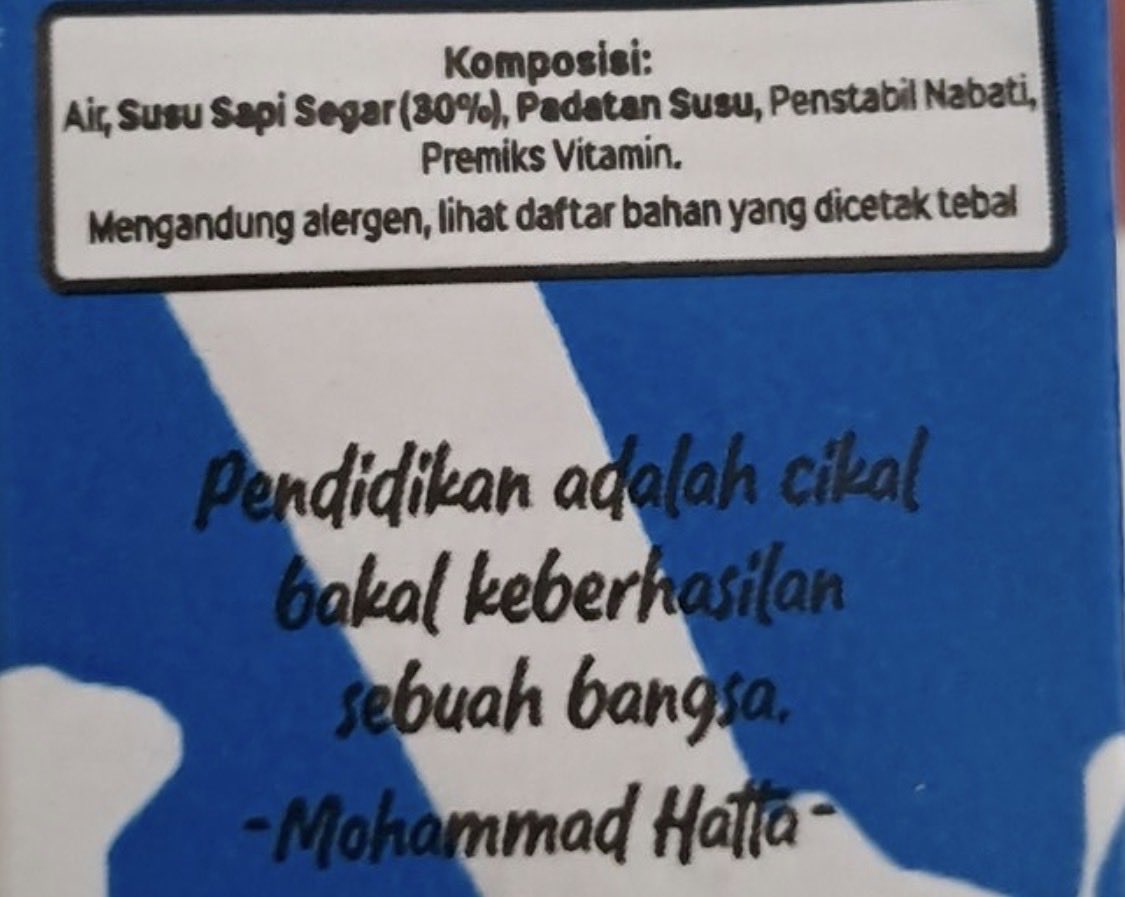 Komposisi:
Air, Susu Sapi Segar (30%), Padatan Susu, Penstabil Nabati,
Premiks Vitamin.
Mengandung alergen, lihat daftar bahan yang dicetak tebal
Pendidikan adalah cikal
bakal keberhasilan
sebuah bangsa.
-Mohammad Hatta-